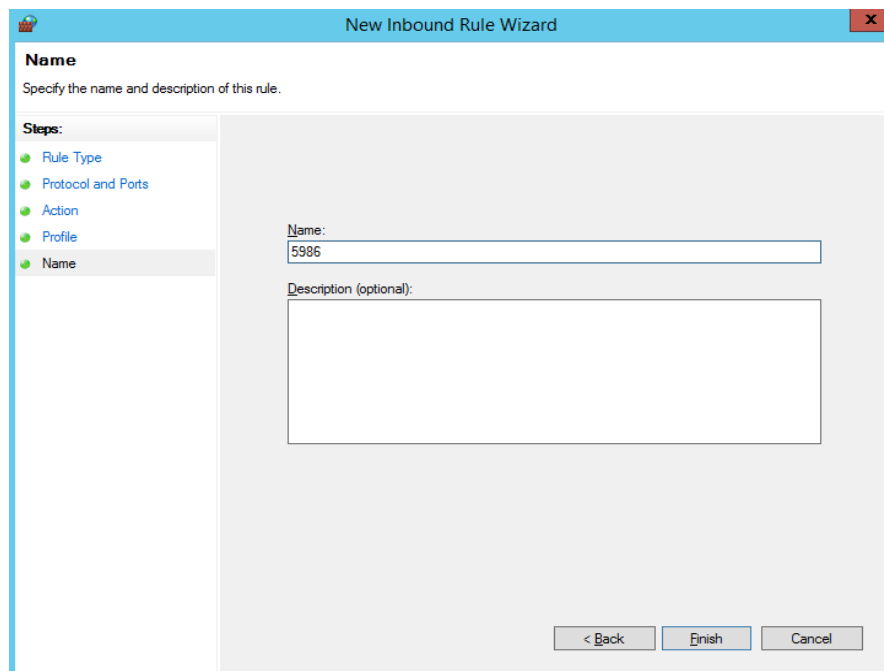 New Inbound Rule Wizard
x
Name
Specify the name and description of this rule.
Steps:
Rule Type
Protocol and Ports
Action
Profile
Name
Name:
5986
Description (optional):
< Back
Finish
Cancel